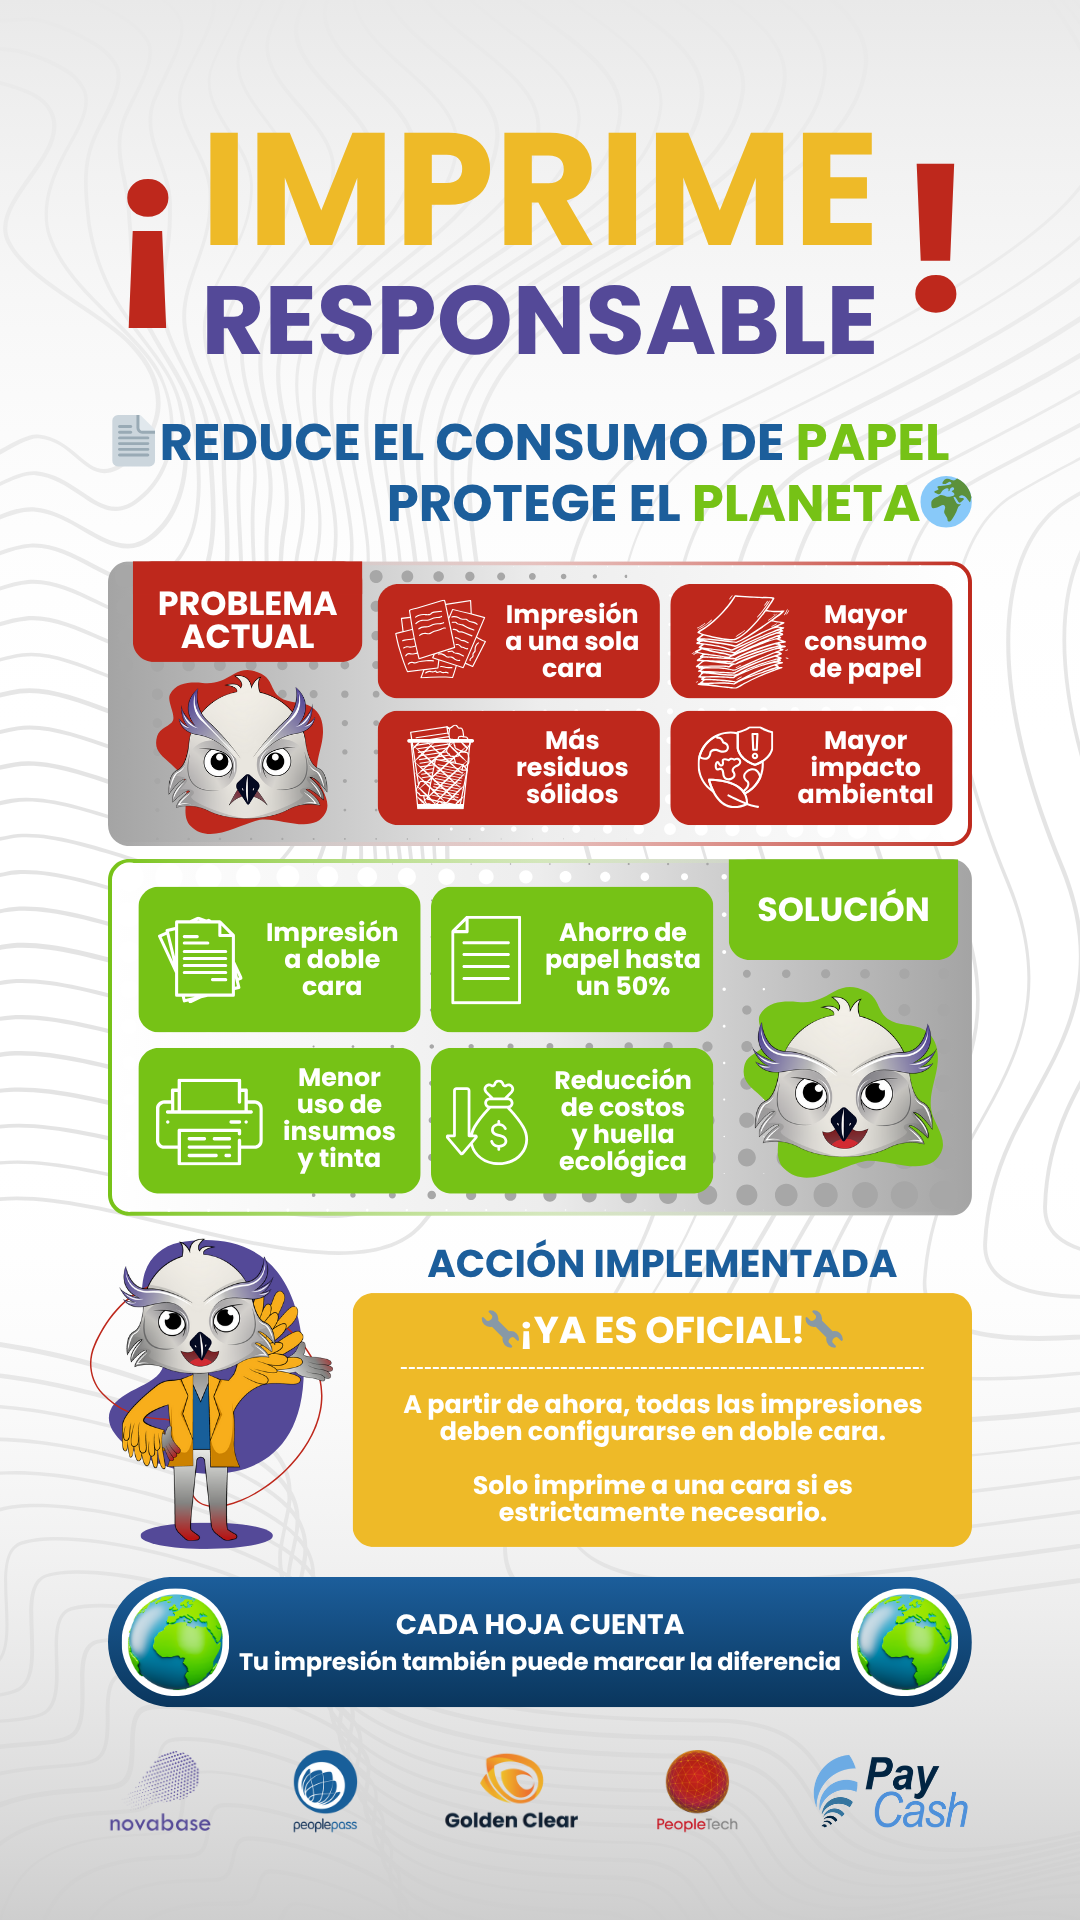 ¡IMPRIME!
RESPONSABLE
REDUCE EL CONSUMO DE PAPEL
PROTEGE EL PLANETA
PROBLEMA
ACTUAL
Impresión
a una sola
cara
Mayor
consumo
de papel
Más
residuos
sólidos
Mayor
impacto
ambiental
SOLUCIÓN
Impresión
a doble
cara
Ahorro de
papel hasta
un 50%
Menor
uso de
insumos
y tinta
$
Reducción
de costos
y huella
ecológica
ACCIÓN IMPLEMENTADA
¡YA ES OFICIAL!
A partir de ahora, todas las impresiones
deben configurarse en doble cara.
Solo imprime a una cara si es
estrictamente necesario.
CADA HOJA CUENTA
Tu impresión también puede marcar la diferencia
novabase
peoplepass
Golden Clear
PeopleTech
Pay
Cash